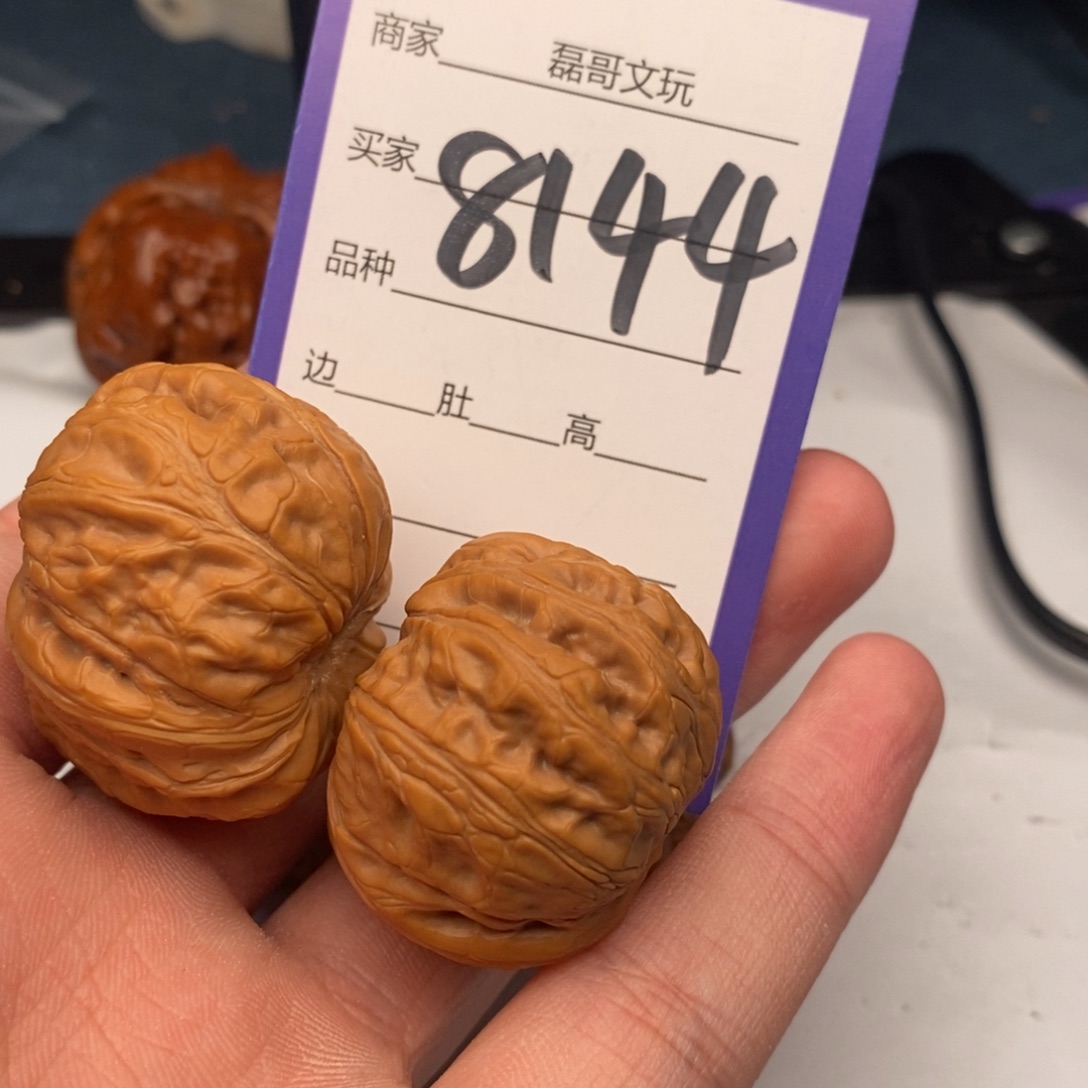 商家 磊哥文玩
买家 8144
品种
边 肚 高